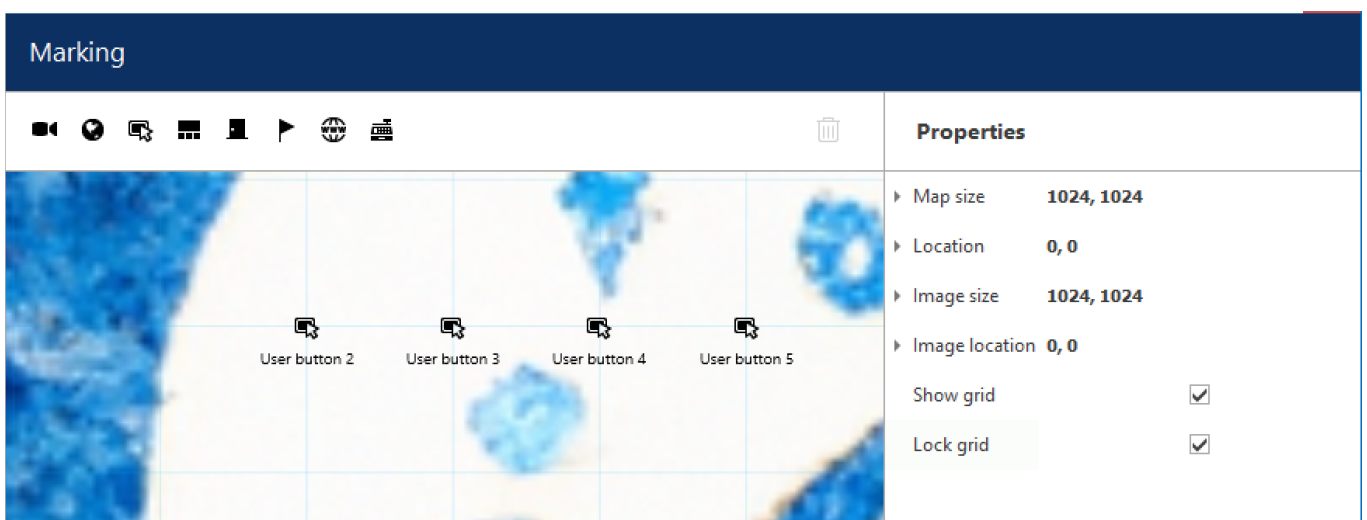 Marking
Properties
Map size 1024, 1024
Location 0, 0
Image size 1024, 1024
Image location 0, 0
Show grid
Lock grid
User button 2 User button 3 User button 4 User button 5
www